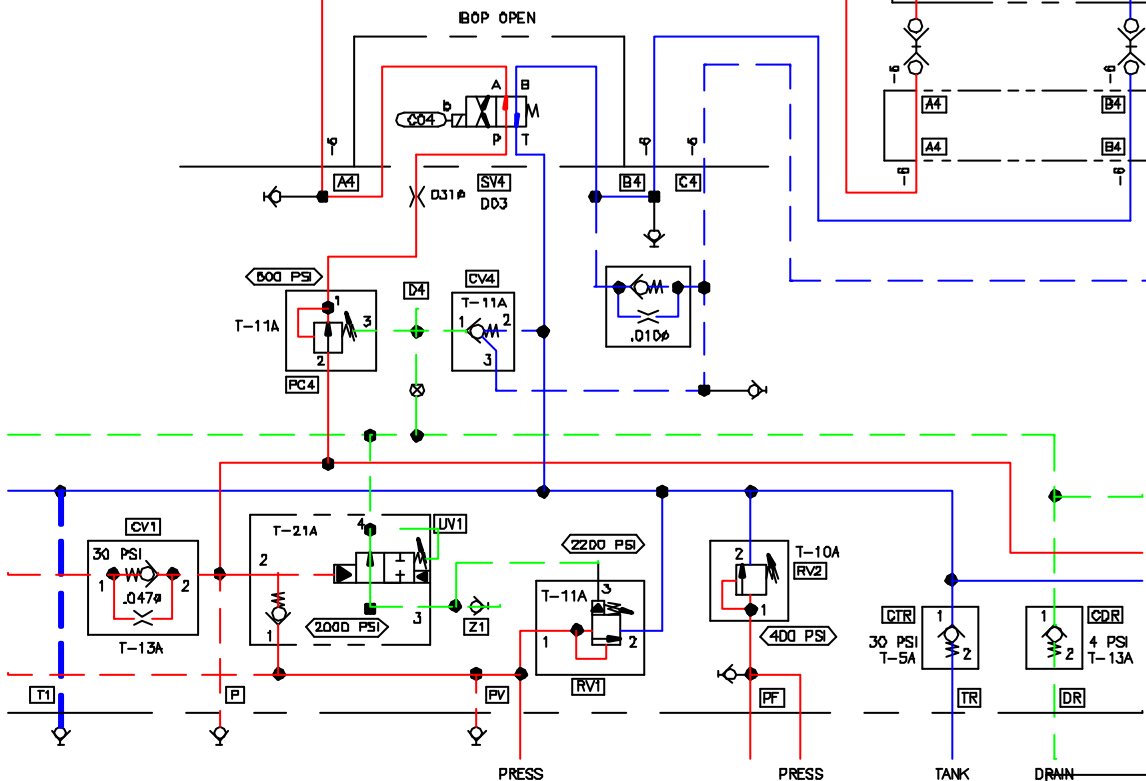 BOP OPEN
A B
b
C04
P T
-6
-6
-6
-6
-6
-6
-6
A4
B4
A4
B4
A4
.031ø
SV4
D03
B4
C4
600 PSI
D4
CV4
T-11A
1
3
2
T-11A
PC4
1 2
3
.010ø
CV1
30 PSI
1 2
.047ø
T-13A
T-21A
2
4
3
1
UV1
2000 PSI
Z1
2200 PSI
T-11A
3
1 2
RV1
2
1
T-10A
RV2
400 PSI
CTR
30 PSI
T-5A
1
2
1
2
CDR
4 PSI
T-13A
T1
P
PV
PF
TR
DR
PRESS
PRESS
TANK
DRAIN